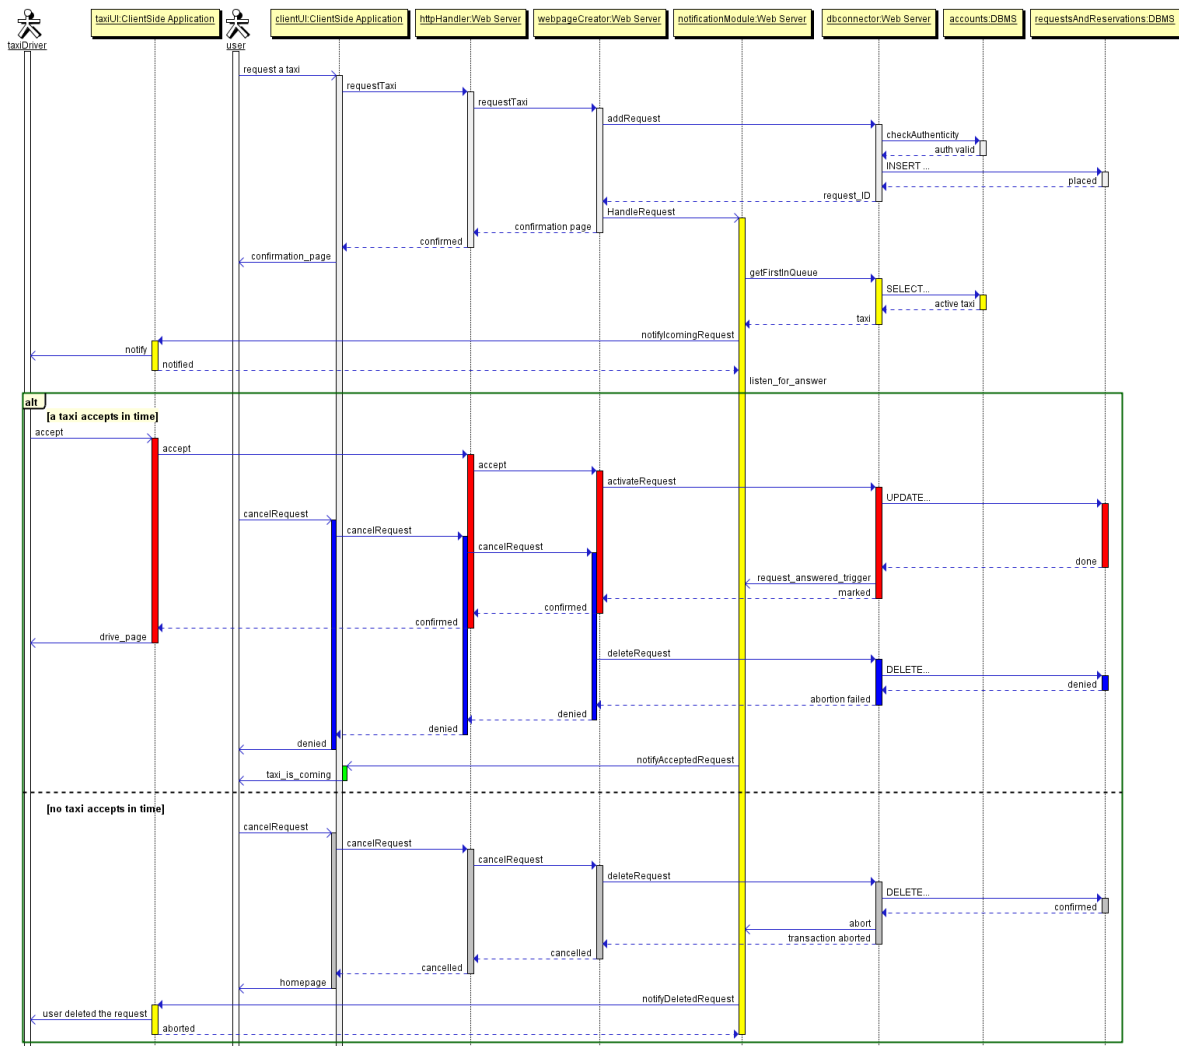 taxiUI:ClientSide Application
clientUI:ClientSide Application
httpHandler:Web Server
webpageCreator:Web Server
notificationModule:Web Server
dbconnector:Web Server
accounts:DBMS
requestsAndReservations:DBMS
taxiDriver
user
request a taxi
requestTaxi
requestTaxi
addRequest
checkAuthenticity
auth valid
INSERT ...
placed
request_ID
HandleRequest
confirmation page
confirmed
confirmation_page
getFirstInQueue
SELECT...
active taxi
taxi
notifyIcomingRequest
notify
notified
listen_for_answer
alt
[a taxi accepts in time]
accept
accept
accept
activateRequest
UPDATE...
cancelRequest
cancelRequest
cancelRequest
done
request_answered_trigger
marked
confirmed
confirmed
drive_page
deleteRequest
DELETE...
denied
abortion failed
denied
denied
denied
notifyAcceptedRequest
taxi_is_coming
[no taxi accepts in time]
cancelRequest
cancelRequest
cancelRequest
deleteRequest
DELETE...
confirmed
abort
transaction aborted
cancelled
cancelled
homepage
notifyDeletedRequest
user deleted the request
aborted